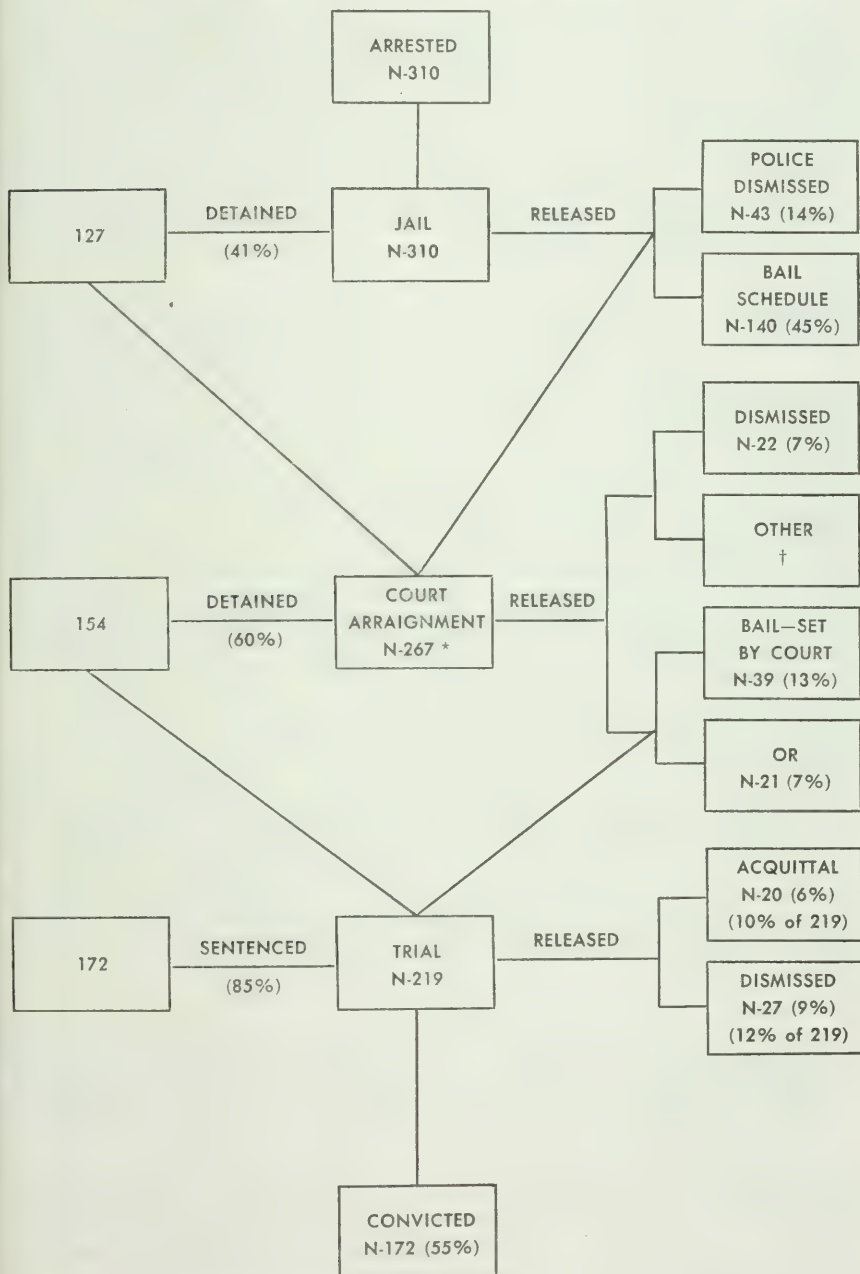 ARRESTED
N-310
POLICE
DISMISSED
N-43 (14%)
127
DETAINED
(41%)
JAIL
N-310
RELEASED
BAIL
SCHEDULE
N-140 (45%)
DISMISSED
N-22 (7%)
OTHER
†
154
DETAINED
(60%)
COURT
ARRAIGNMENT
N-267 *
RELEASED
BAIL—SET
BY COURT
N-39 (13%)
OR
N-21 (7%)
ACQUITTAL
N-20 (6%)
(10% of 219)
172
SENTENCED
(85%)
TRIAL
N-219
RELEASED
DISMISSED
N-27 (9%)
(12% of 219)
CONVICTED
N-172 (55%)